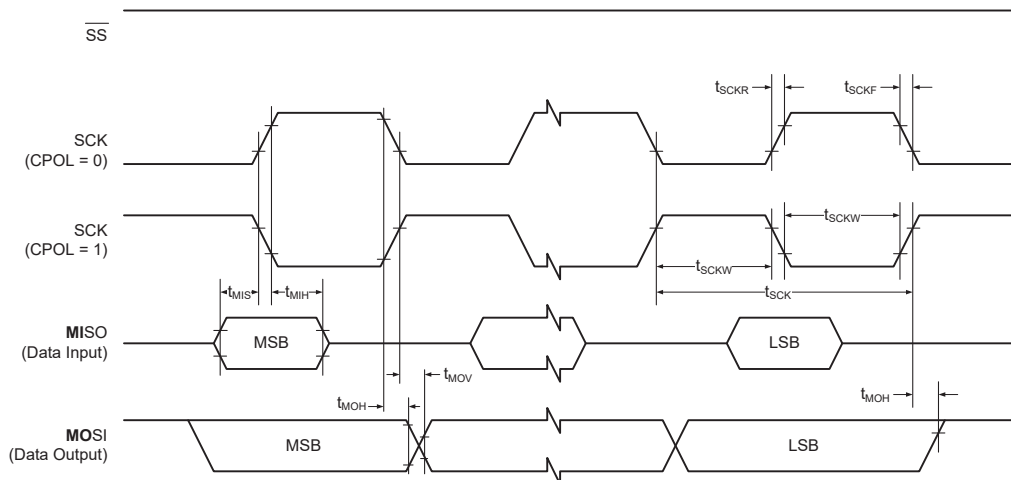 SS
tSCKR
tSCKF
SCK
(CPOL = 0)
SCK
(CPOL = 1)
tSCKW
tSCKW
tSCK
tMIS
tMIH
MISO
(Data Input)
MSB
LSB
tMOV
tMOH
tMOH
MOSI
(Data Output)
MSB
LSB